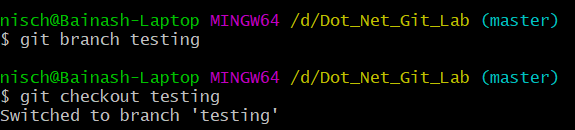 nisch@Bainash-Laptop MINGW64 /d/Dot_Net_Git_Lab (master)
$ git branch testing
nisch@Bainash-Laptop MINGW64 /d/Dot_Net_Git_Lab (master)
$ git checkout testing
Switched to branch 'testing'